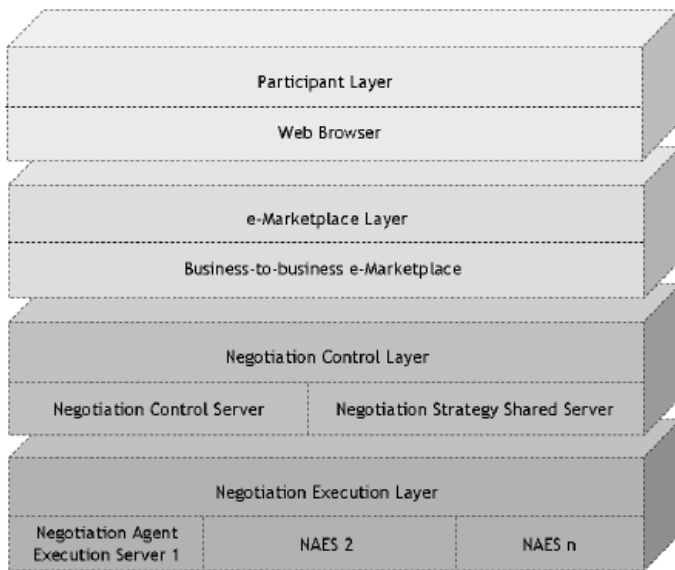 Participant Layer
Web Browser
e-Marketplace Layer
Business-to-business e-Marketplace
Negotiation Control Layer
Negotiation Control Server
Negotiation Strategy Shared Server
Negotiation Execution Layer
Negotiation Agent
Execution Server 1
NAES 2
NAES n